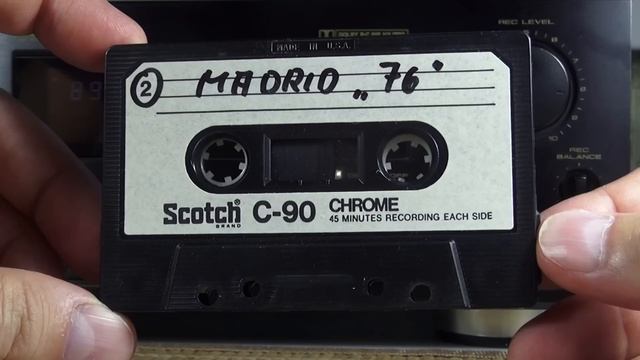 REC LEVEL
MADE IN U.S.A.
2 MADRID „76"
10
REC
BALANCE
Scotch® BRAND C-90 CHROME
45 MINUTES RECORDING EACH SIDE